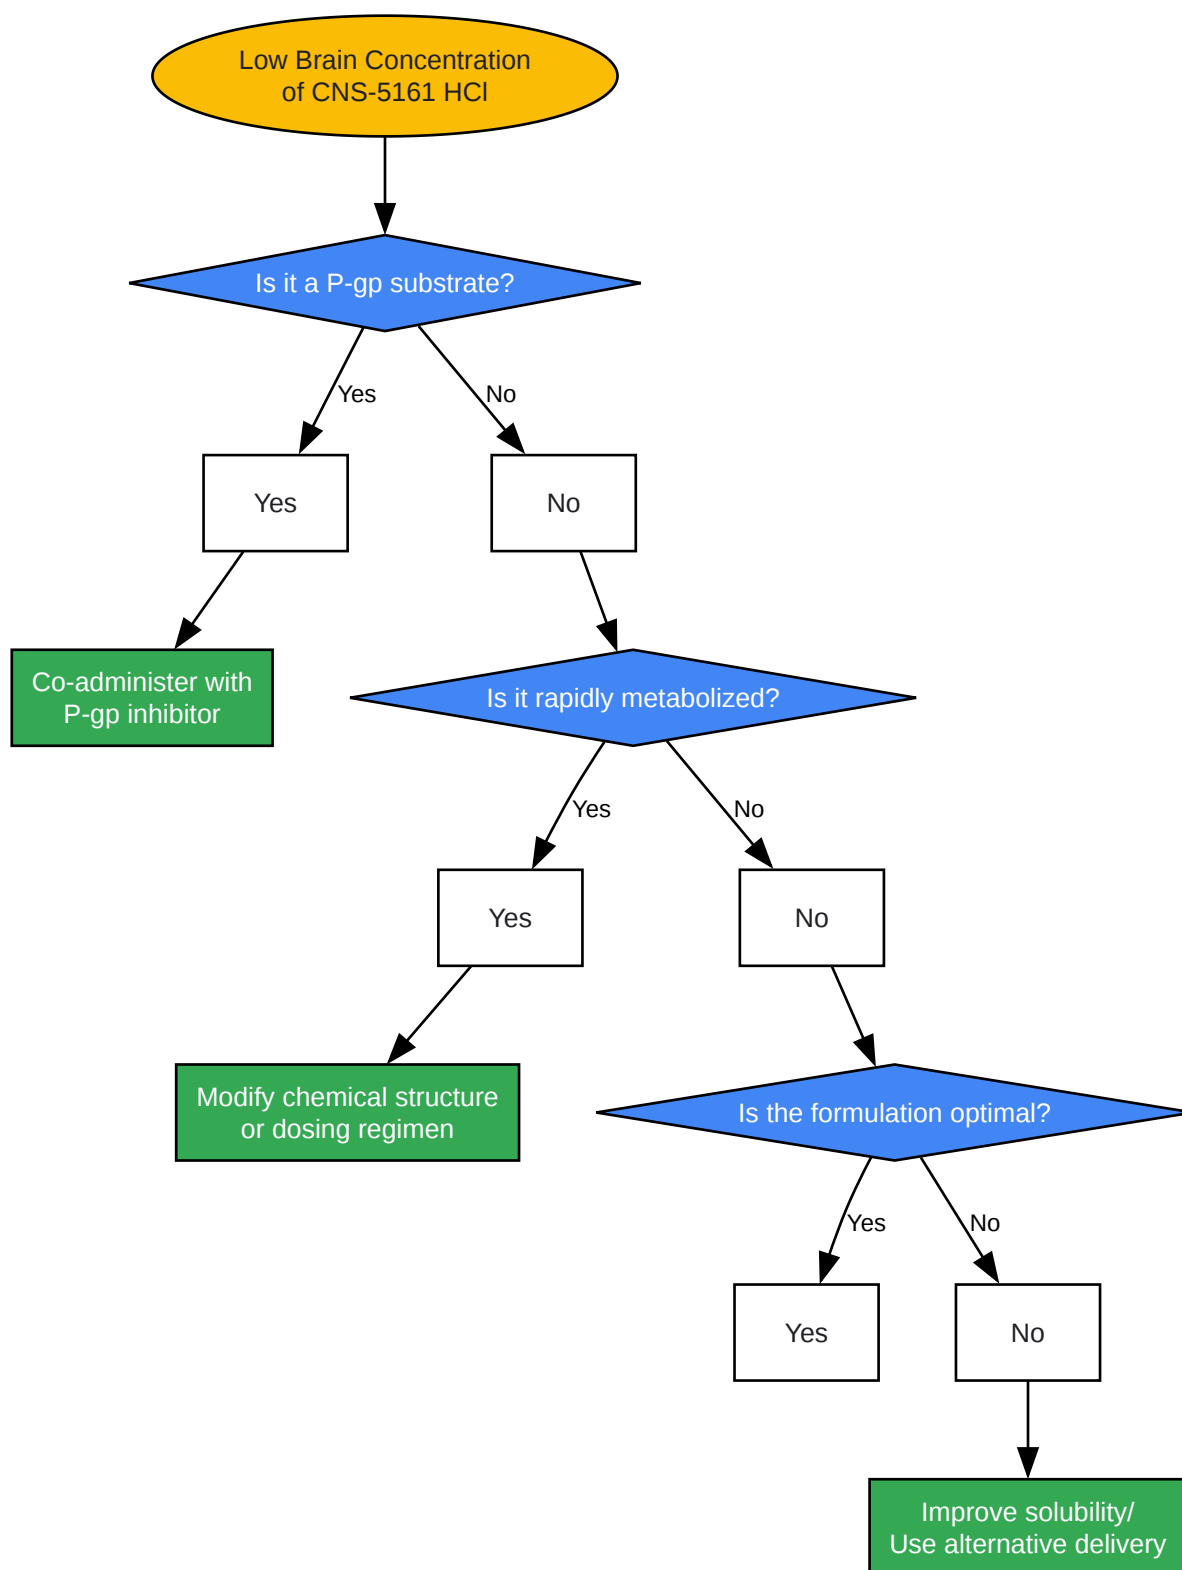 Low Brain Concentration
of CNS-5161 HCl
Is it a P-gp substrate?
Yes
No
Yes
No
Co-administer with
P-gp inhibitor
Is it rapidly metabolized?
Yes
No
Yes
No
Modify chemical structure
or dosing regimen
Is the formulation optimal?
Yes
No
Yes
No
Improve solubility/
Use alternative delivery